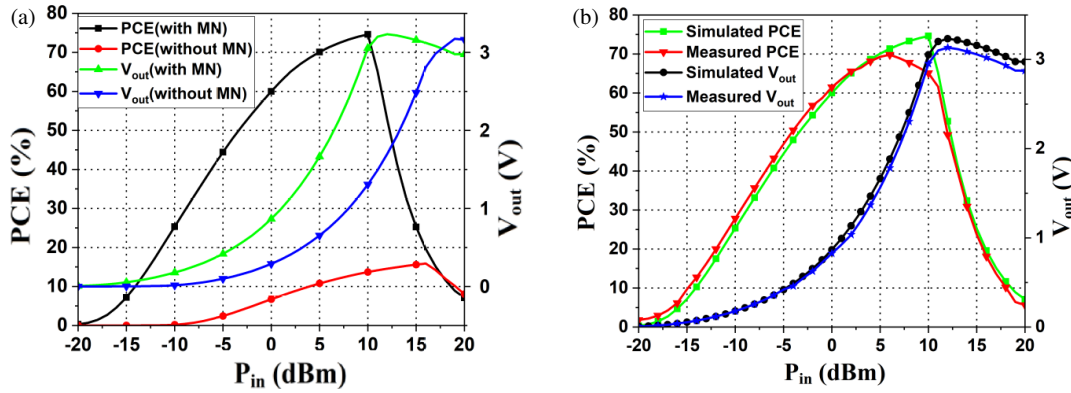 (a)
PCE(with MN)
PCE(without MN)
Vout(with MN)
Vout(without MN)
PCE (%)
80
70
60
50
40
30
20
10
0
-20 -15 -10 -5 0 5 10 15 20
Pin (dBm)
3
2
1
0
Vout (V)
(b)
Simulated PCE
Measured PCE
Simulated Vout
Measured Vout
PCE (%)
80
70
60
50
40
30
20
10
0
-20 -15 -10 -5 0 5 10 15 20
Pin (dBm)
3
2
1
0
Vout (V)